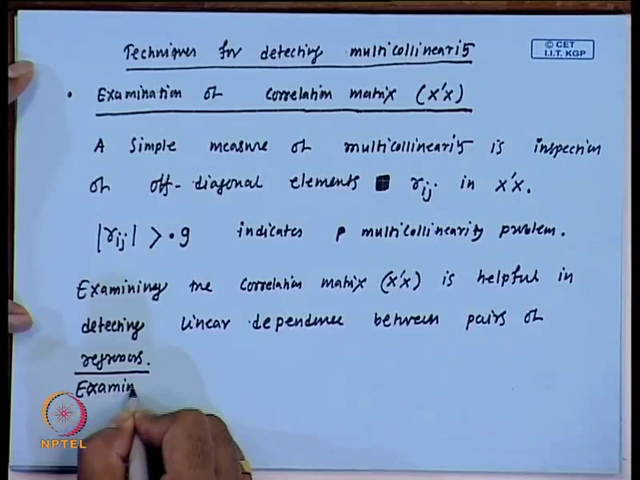 Techniques for detecting multicollinearity
© CET
I.I.T. KGP
• Examination of Correlation matrix (X'X)
A Simple measure of multicollinearity is inspection
of off-diagonal elements rij in X'X.
|rij| > .9 indicates multicollinearity problem.
Examining the Correlation matrix (X'X) is helpful in
detecting linear dependence between pairs of
regressors.
Examin
NPTEL